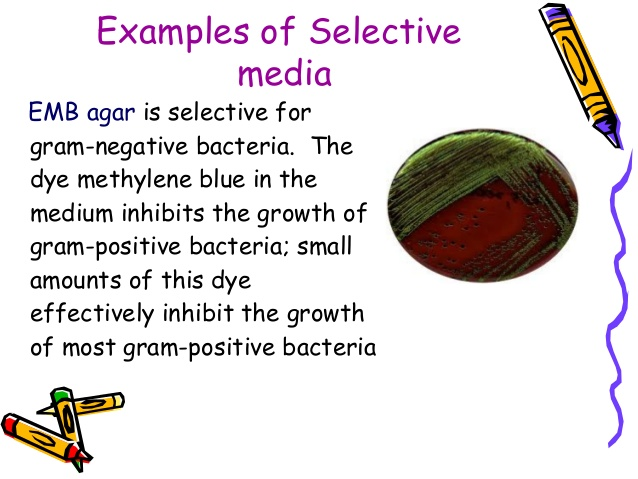 Examples of Selective
media
EMB agar is selective for
gram-negative bacteria. The
dye methylene blue in the
medium inhibits the growth of
gram-positive bacteria; small
amounts of this dye
effectively inhibit the growth
of most gram-positive bacteria